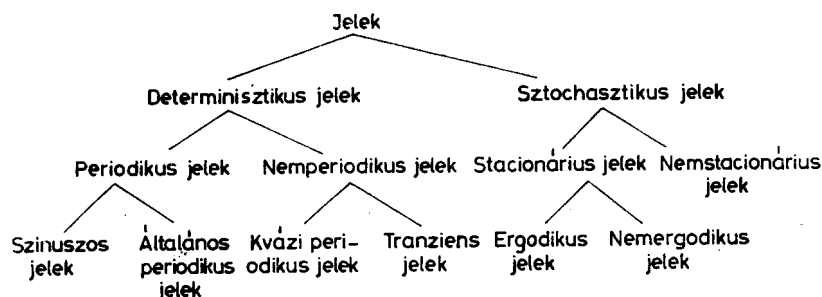 Jelek
Determinisztikus jelek
Sztochasztikus jelek
Periodikus jelek
Nemperiodikus jelek
Stacionárius jelek
Nemstacionárius
jelek
Szinuszos
jelek
Általános
periodikus
jelek
Kvázi peri-
odikus jelek
Tranziens
jelek
Ergodikus
jelek
Nemergodikus
jelek